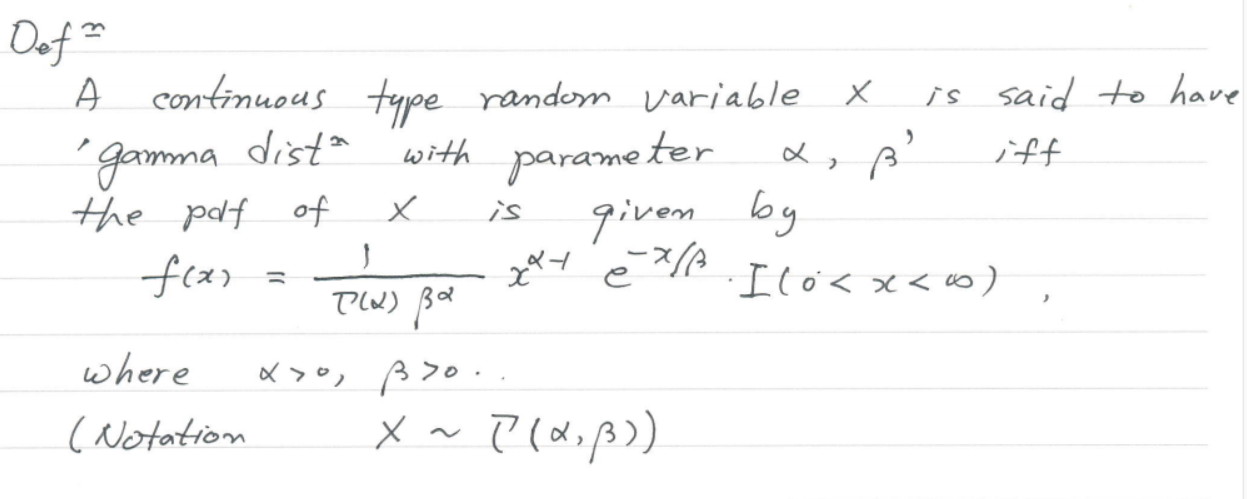 Defⁿ
A continuous type random variable X is said to have
'gamma distⁿ with parameter α, β' iff
the pdf of X is given by
f(x) = 1/(Γ(α) β^α) x^(α-1) e^(-x/β) · I(0 < x < ∞) ,
where α>0, β>0 . .
(Notation X ~ Γ(α, β))